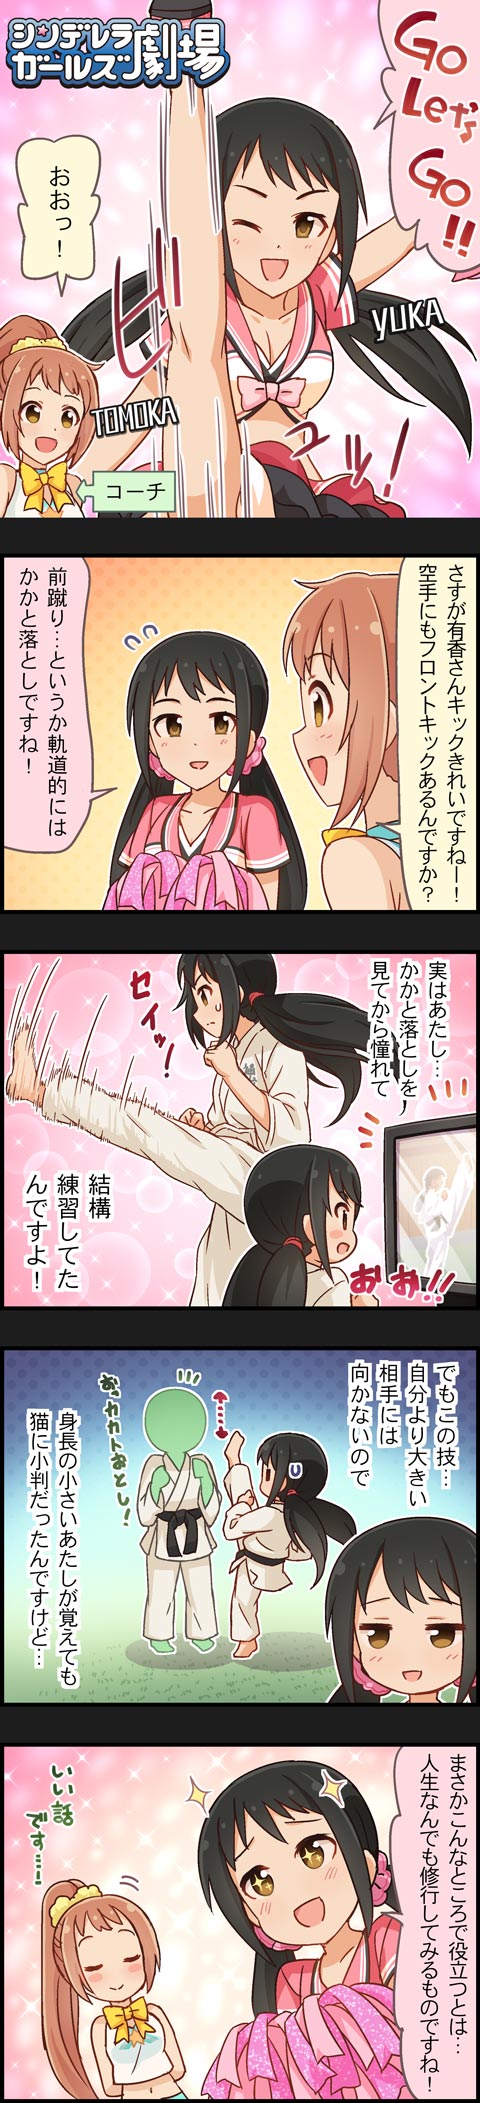 シンデレラ
ガールズ劇場
GO
Let's
GO!!
おおっ!
ビシ
YUKA
TOMOKA
コーチ
ユッ!
さすが有香さんキックきれいですねー!
空手にもフロントキックあるんですか?
前蹴り…というか軌道的には
かかと落としですね!
実はあたし…
かかと落としを
見てから憧れて
セイッ!
おお!!
結構
練習してた
んですよ!
でもこの技…
自分より大きい
相手には
向かないので
おっカカトおとし!
身長の小さいあたしが覚えても
猫に小判だったんですけど…
まさかこんなところで役立つとは…
人生なんでも修行してみるものですね!
いい話
です…!